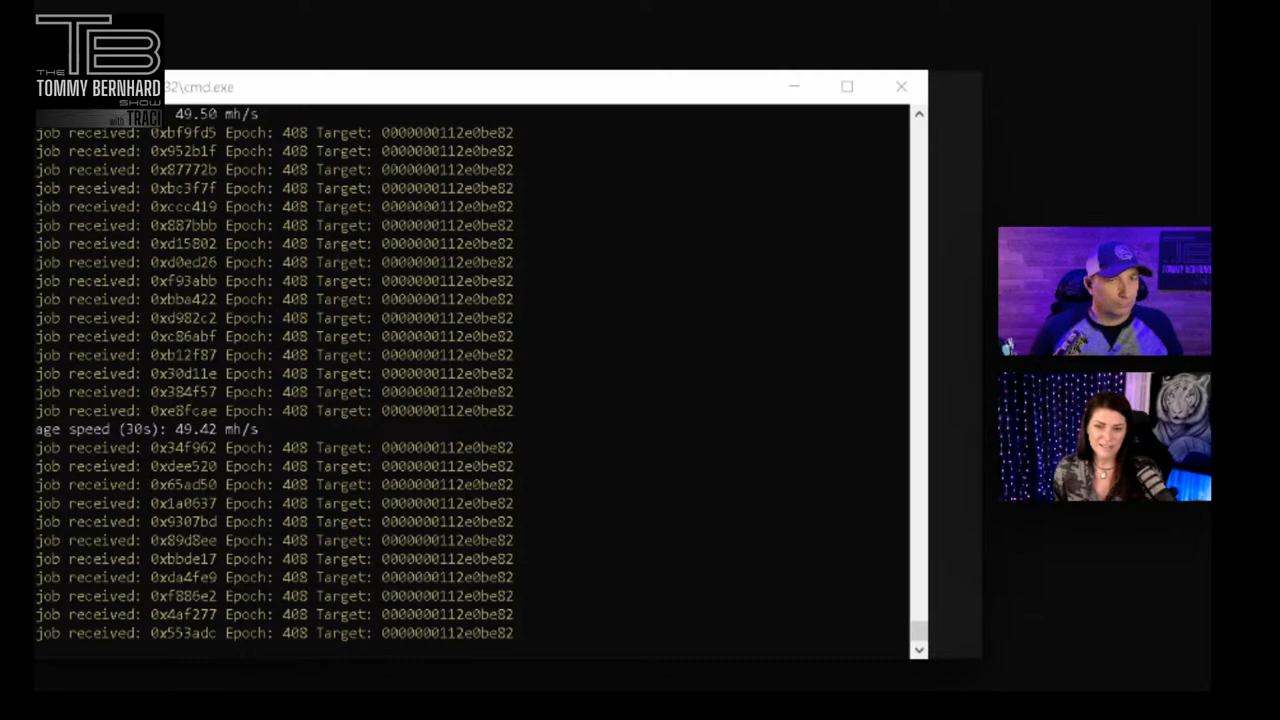 TB
THE
TOMMY BERNHARD
SHOW
with TRACI
32\cmd.exe
49.50 mh/s
job received: 0xbf9fd5 Epoch: 408 Target: 0000000112e0be82
job received: 0x952b1f Epoch: 408 Target: 0000000112e0be82
job received: 0x87772b Epoch: 408 Target: 0000000112e0be82
job received: 0xbc3f7f Epoch: 408 Target: 0000000112e0be82
job received: 0xccc419 Epoch: 408 Target: 0000000112e0be82
job received: 0x887bbb Epoch: 408 Target: 0000000112e0be82
job received: 0xd15802 Epoch: 408 Target: 0000000112e0be82
job received: 0xd0ed26 Epoch: 408 Target: 0000000112e0be82
job received: 0xf93abb Epoch: 408 Target: 0000000112e0be82
job received: 0xbba422 Epoch: 408 Target: 0000000112e0be82
job received: 0xd982c2 Epoch: 408 Target: 0000000112e0be82
job received: 0xc86abf Epoch: 408 Target: 0000000112e0be82
job received: 0xb12f87 Epoch: 408 Target: 0000000112e0be82
job received: 0x30d11e Epoch: 408 Target: 0000000112e0be82
job received: 0x384f57 Epoch: 408 Target: 0000000112e0be82
job received: 0xe8fcae Epoch: 408 Target: 0000000112e0be82
age speed (30s): 49.42 mh/s
job received: 0x34f962 Epoch: 408 Target: 0000000112e0be82
job received: 0xdee520 Epoch: 408 Target: 0000000112e0be82
job received: 0x65ad50 Epoch: 408 Target: 0000000112e0be82
job received: 0x1a0637 Epoch: 408 Target: 0000000112e0be82
job received: 0x9307bd Epoch: 408 Target: 0000000112e0be82
job received: 0x89d8ee Epoch: 408 Target: 0000000112e0be82
job received: 0xbbde17 Epoch: 408 Target: 0000000112e0be82
job received: 0xda4fe9 Epoch: 408 Target: 0000000112e0be82
job received: 0xf886e2 Epoch: 408 Target: 0000000112e0be82
job received: 0x4af277 Epoch: 408 Target: 0000000112e0be82
job received: 0x553adc Epoch: 408 Target: 0000000112e0be82